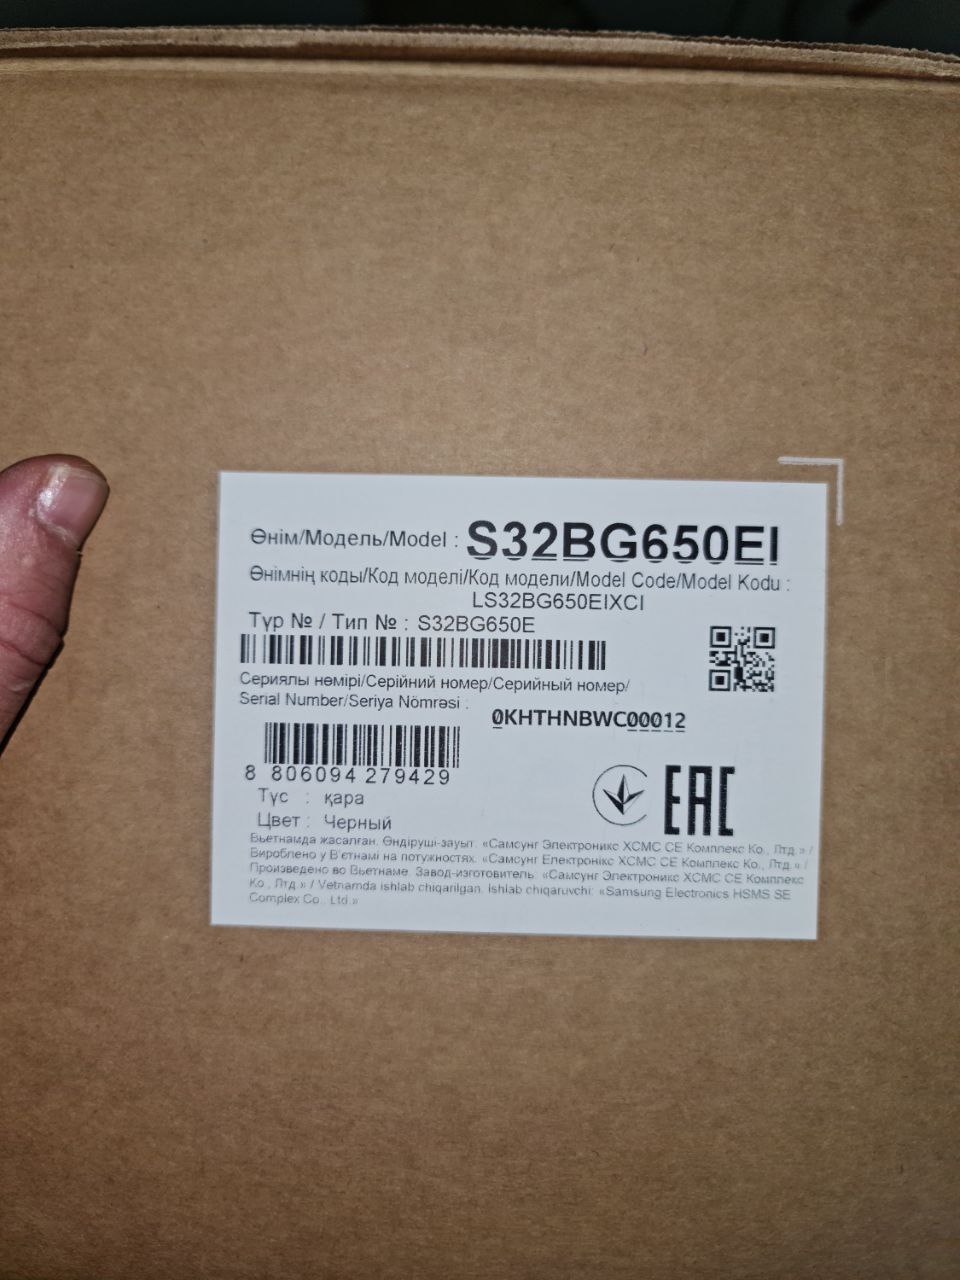 Өнім/Модель/Model : S32BG650EI
Өнімнің коды/Код моделі/Код модели/Model Code/Model Kodu :
LS32BG650EIXCI
Түр № / Тип № : S32BG650E
Сериялы нөмірі/Серійний номер/Серийный номер/
Serial Number/Seriya Nömrəsi :
0KHTHNBWC00012
8 806094 279429
Түс : қара
Цвет : Черный
EAC
Вьетнамда жасалған. Өндіруші-зауыт: «Самсунг Электроникс ХСМС СЕ Комплекс Ко., Лтд.» /
Вироблено у В'єтнамі на потужностях: «Самсунг Електронікс ХСМС СЕ Комплекс Ко., Лтд.» /
Произведено во Вьетнаме. Завод-изготовитель: «Самсунг Электроникс ХСМС СЕ Комплекс
Ко., Лтд.» / Vetnamda ishlab chiqarilgan. Ishlab chiqaruvchi: «Samsung Electronics HSMS SE
Complex Co., Ltd.»